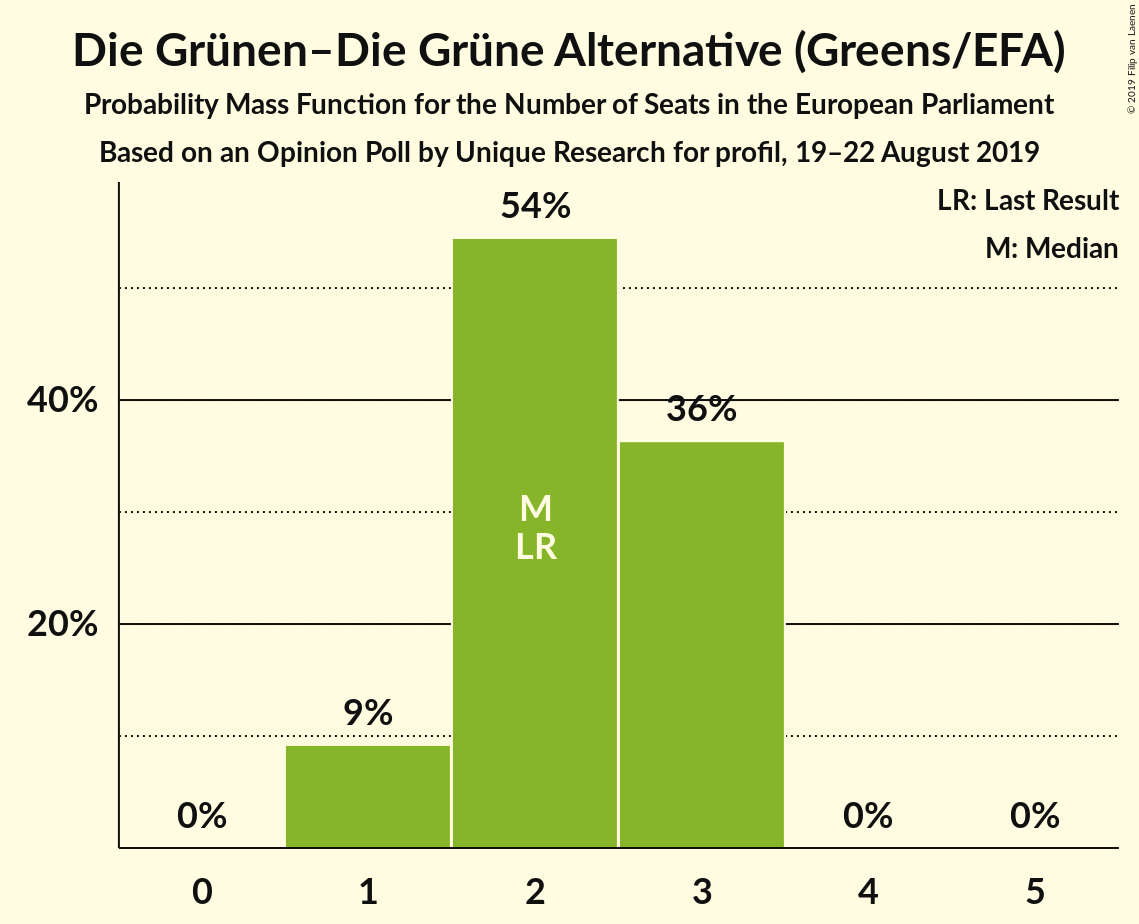 Die Grünen–Die Grüne Alternative (Greens/EFA)
Probability Mass Function for the Number of Seats in the European Parliament
Based on an Opinion Poll by Unique Research for profil, 19–22 August 2019
© 2019 Filip van Laenen
LR: Last Result
M: Median
54%
40%
36%
M
LR
20%
9%
0%
0%
0%
0
1
2
3
4
5